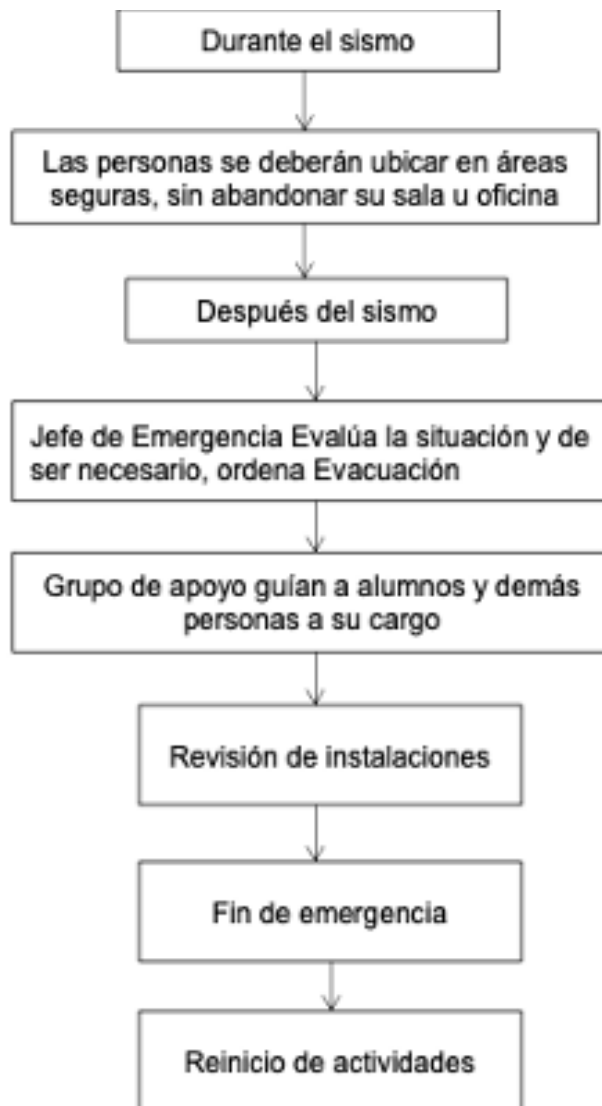 Durante el sismo
Las personas se deberán ubicar en áreas
seguras, sin abandonar su sala u oficina
Después del sismo
Jefe de Emergencia Evalúa la situación y de
ser necesario, ordena Evacuación
Grupo de apoyo guían a alumnos y demás
personas a su cargo
Revisión de instalaciones
Fin de emergencia
Reinicio de actividades